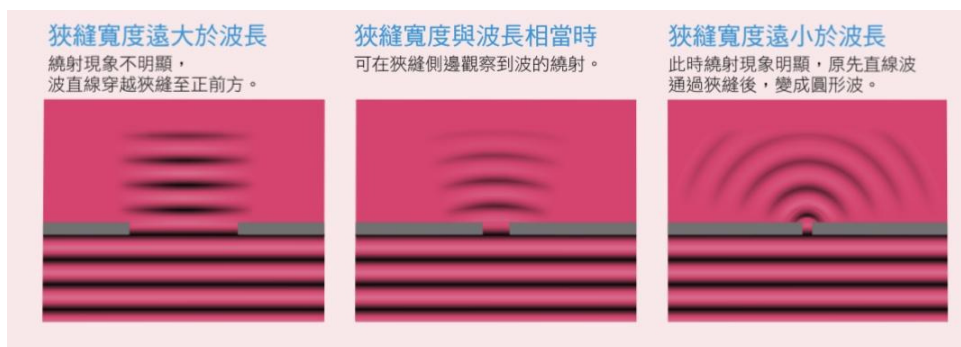 狹縫寬度遠大於波長
繞射現象不明顯，
波直線穿越狹縫至正前方。
狹縫寬度與波長相當時
可在狹縫側邊觀察到波的繞射。
狹縫寬度遠小於波長
此時繞射現象明顯，原先直線波
通過狹縫後，變成圓形波。